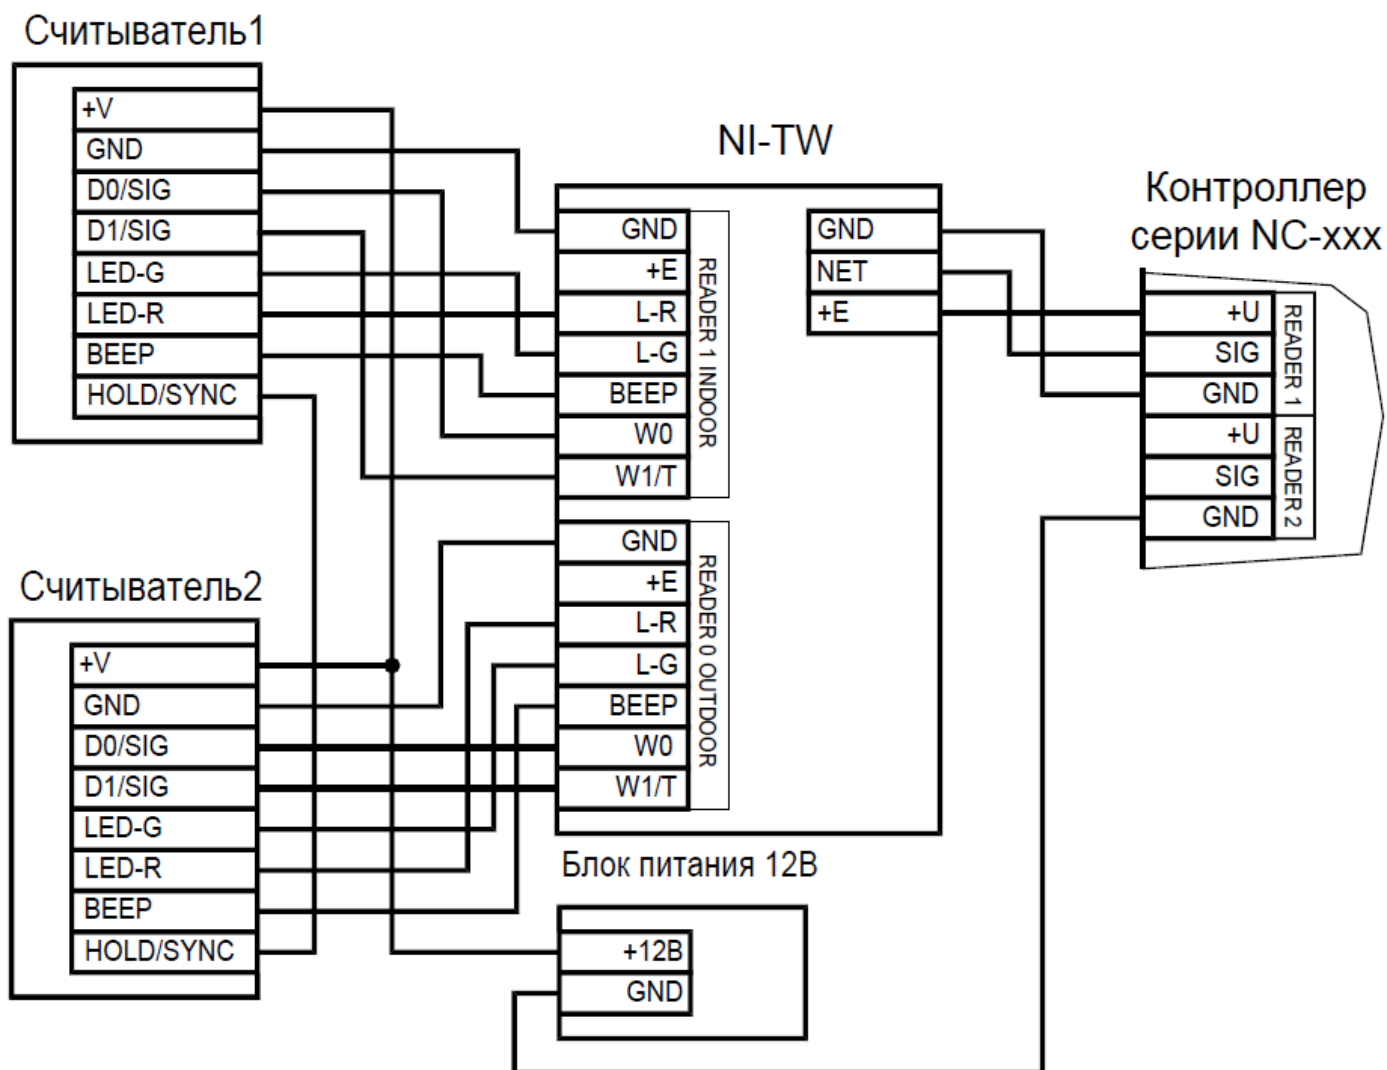 Считыватель1
+V
GND
D0/SIG
D1/SIG
LED-G
LED-R
BEEP
HOLD/SYNC
Считыватель2
+V
GND
D0/SIG
D1/SIG
LED-G
LED-R
BEEP
HOLD/SYNC
NI-TW
GND
+E
L-R
L-G
BEEP
W0
W1/T
READER 1 INDOOR
GND
+E
L-R
L-G
BEEP
W0
W1/T
READER 0 OUTDOOR
GND
NET
+E
Блок питания 12В
+12В
GND
Контроллер
серии NC-xxx
+U
SIG
GND
READER 1
+U
SIG
GND
READER 2